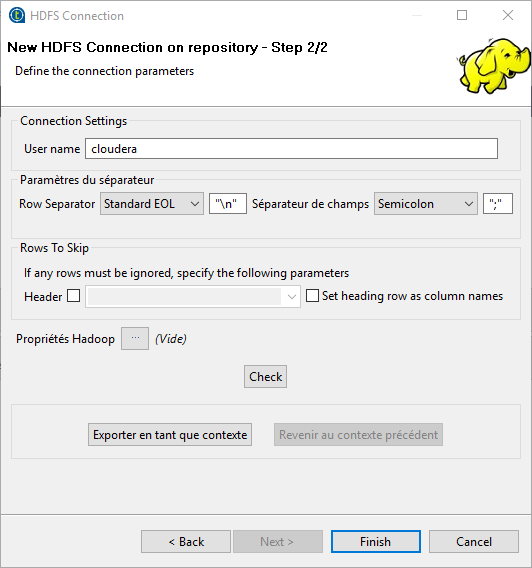 HDFS Connection
New HDFS Connection on repository - Step 2/2
Define the connection parameters
Connection Settings
User name cloudera
Paramètres du séparateur
Row Separator Standard EOL "\n" Séparateur de champs Semicolon ";"
Rows To Skip
If any rows must be ignored, specify the following parameters
Header Set heading row as column names
Propriétés Hadoop ... (Vide)
Check
Exporter en tant que contexte Revenir au contexte précédent
< Back Next > Finish Cancel